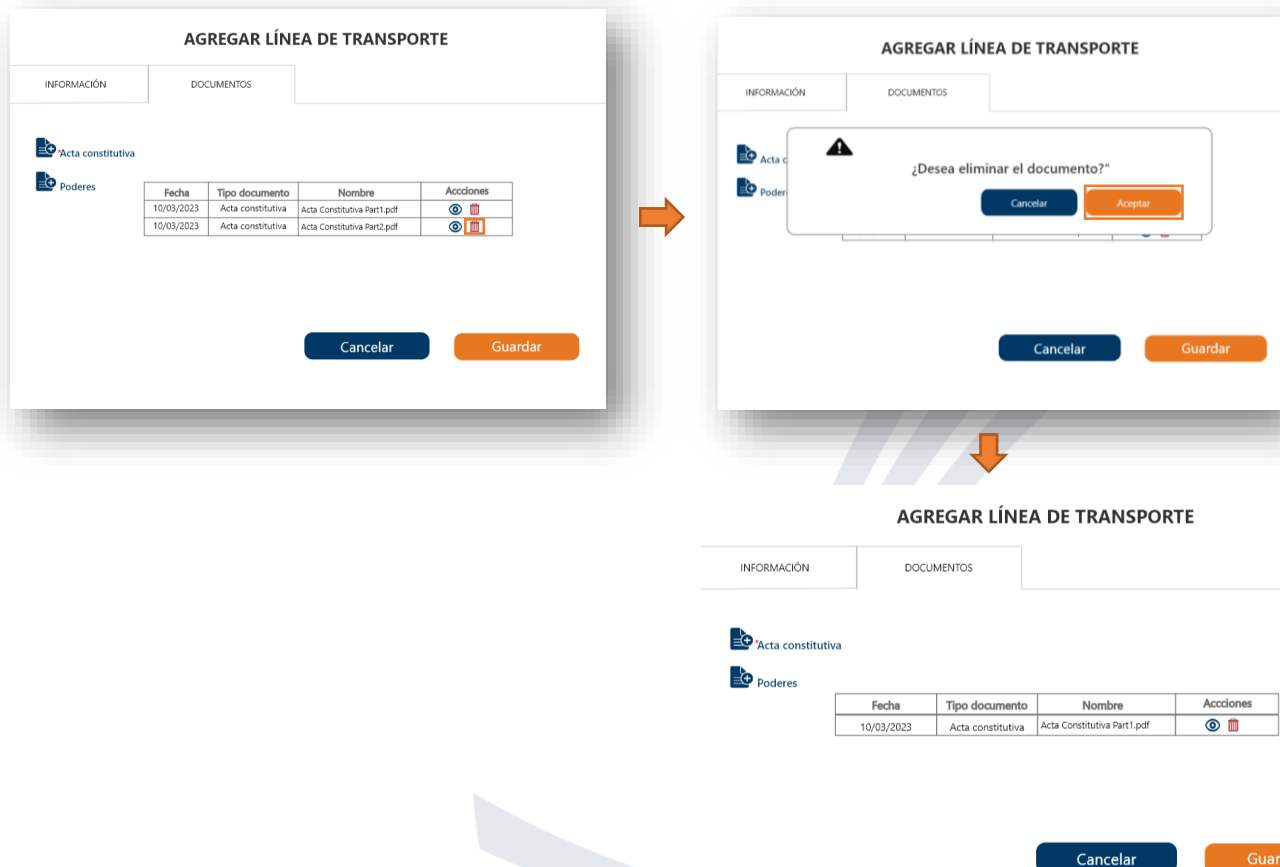 AGREGAR LÍNEA DE TRANSPORTE
INFORMACIÓN DOCUMENTOS
*Acta constitutiva
Poderes
Fecha Tipo documento Nombre Accciones
10/03/2023 Acta constitutiva Acta Constitutiva Part1.pdf
10/03/2023 Acta constitutiva Acta Constitutiva Part2.pdf
Cancelar Guardar
AGREGAR LÍNEA DE TRANSPORTE
INFORMACIÓN DOCUMENTOS
Acta c
Poder
¿Desea eliminar el documento?"
Cancelar Aceptar
Cancelar Guardar
AGREGAR LÍNEA DE TRANSPORTE
INFORMACIÓN DOCUMENTOS
*Acta constitutiva
Poderes
Fecha Tipo documento Nombre Accciones
10/03/2023 Acta constitutiva Acta Constitutiva Part1.pdf
Cancelar Guar